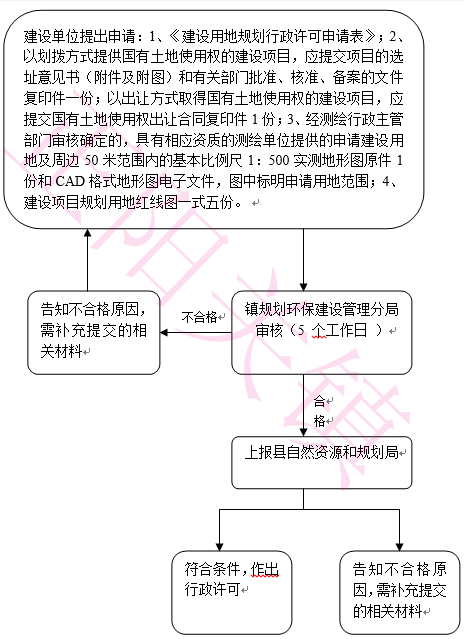 建设单位提出申请：1、《建设用地规划行政许可申请表》；2、
以划拨方式提供国有土地使用权的建设项目，应提交项目的选
址意见书（附件及附图）和有关部门批准、核准、备案的文件
复印件一份；以出让方式取得国有土地使用权的建设项目，应
提交国有土地使用权出让合同复印件 1 份；3、经测绘行政主管
部门审核确定的，具有相应资质的测绘单位提供的申请建设用
地及周边 50 米范围内的基本比例尺 1：500 实测地形图原件 1
份和 CAD 格式地形图电子文件，图中标明申请用地范围；4、
建设项目规划用地红线图一式五份。
告知不合格原因，
需补充提交的相
关材料
不合格
镇规划环保建设管理分局
审核（5 个工作日 ）
合
格
上报县自然资源和规划局
符合条件，作出
行政许可
告知不合格原
因，需补充提交
的相关材料
正阳关镇